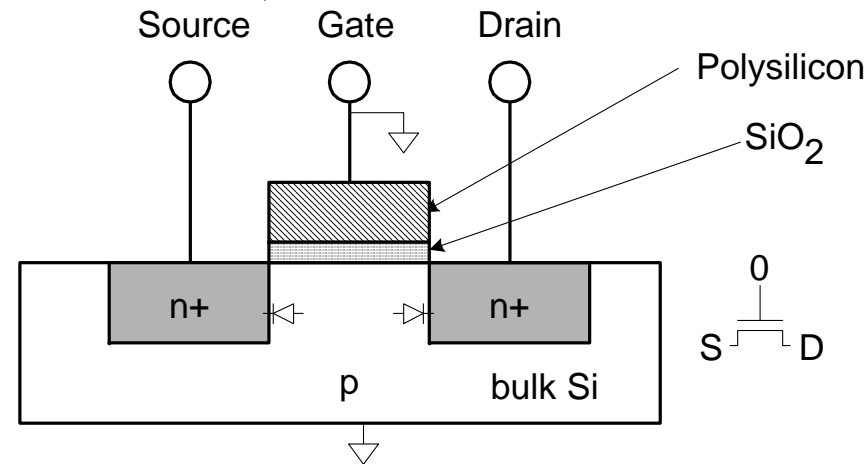 Source Gate Drain
Polysilicon
SiO2
n+ n+
0
S D
p bulk Si